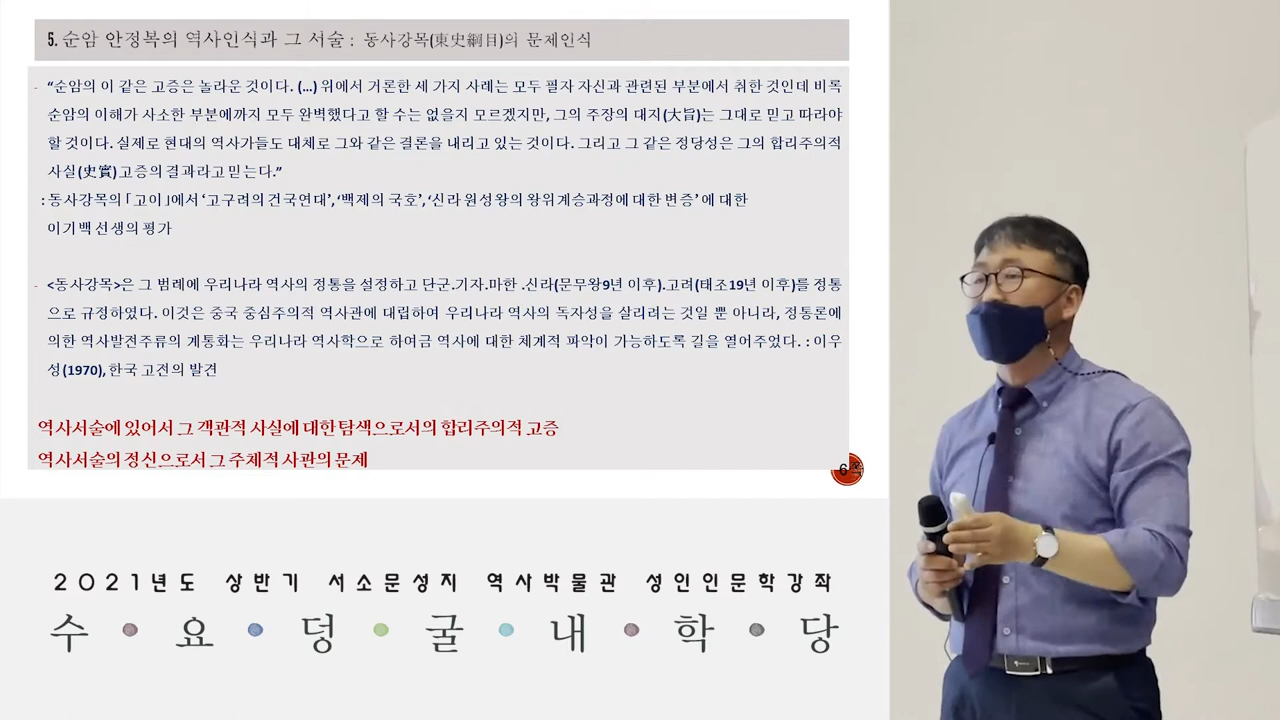 5. 순암 안정복의 역사인식과 그 서술 : 동사강목(東史綱目)의 문제인식
- “순암의 이 같은 고증은 놀라운 것이다. (...) 위에서 거론한 세 가지 사례는 모두 필자 자신과 관련된 부분에서 취한 것인데 비록
순암의 이해가 사소한 부분에까지 모두 완벽했다고 할 수는 없을지 모르겠지만, 그의 주장의 대지(大旨)는 그대로 믿고 따라야
할 것이다. 실제로 현대의 역사가들도 대체로 그와 같은 결론을 내리고 있는 것이다. 그리고 그 같은 정당성은 그의 합리주의적
사실(史實) 고증의 결과라고 믿는다.”
: 동사강목의 「고이」에서 ‘고구려의 건국연대’, ‘백제의 국호’, ‘신라 원성왕의 왕위계승과정에 대한 변증’ 에 대한
이기백 선생의 평가
- <동사강목>은 그 범례에 우리나라 역사의 정통을 설정하고 단군.기자.마한 .신라(문무왕9년 이후).고려(태조19년 이후)를 정통
으로 규정하였다. 이것은 중국 중심주의적 역사관에 대립하여 우리나라 역사의 독자성을 살리려는 것일 뿐 아니라, 정통론에
의한 역사발전주류의 계통화는 우리나라 역사학으로 하여금 역사에 대한 체계적 파악이 가능하도록 길을 열어주었다. : 이우
성(1970), 한국 고전의 발견
역사서술에 있어서 그 객관적 사실에 대한 탐색으로서의 합리주의적 고증
역사서술의 정신으로서 그 주체적 사관의 문제
6쪽
2021년도 상반기 서소문성지 역사박물관 성인인문학강좌
수•요•덩•굴•내•학•당